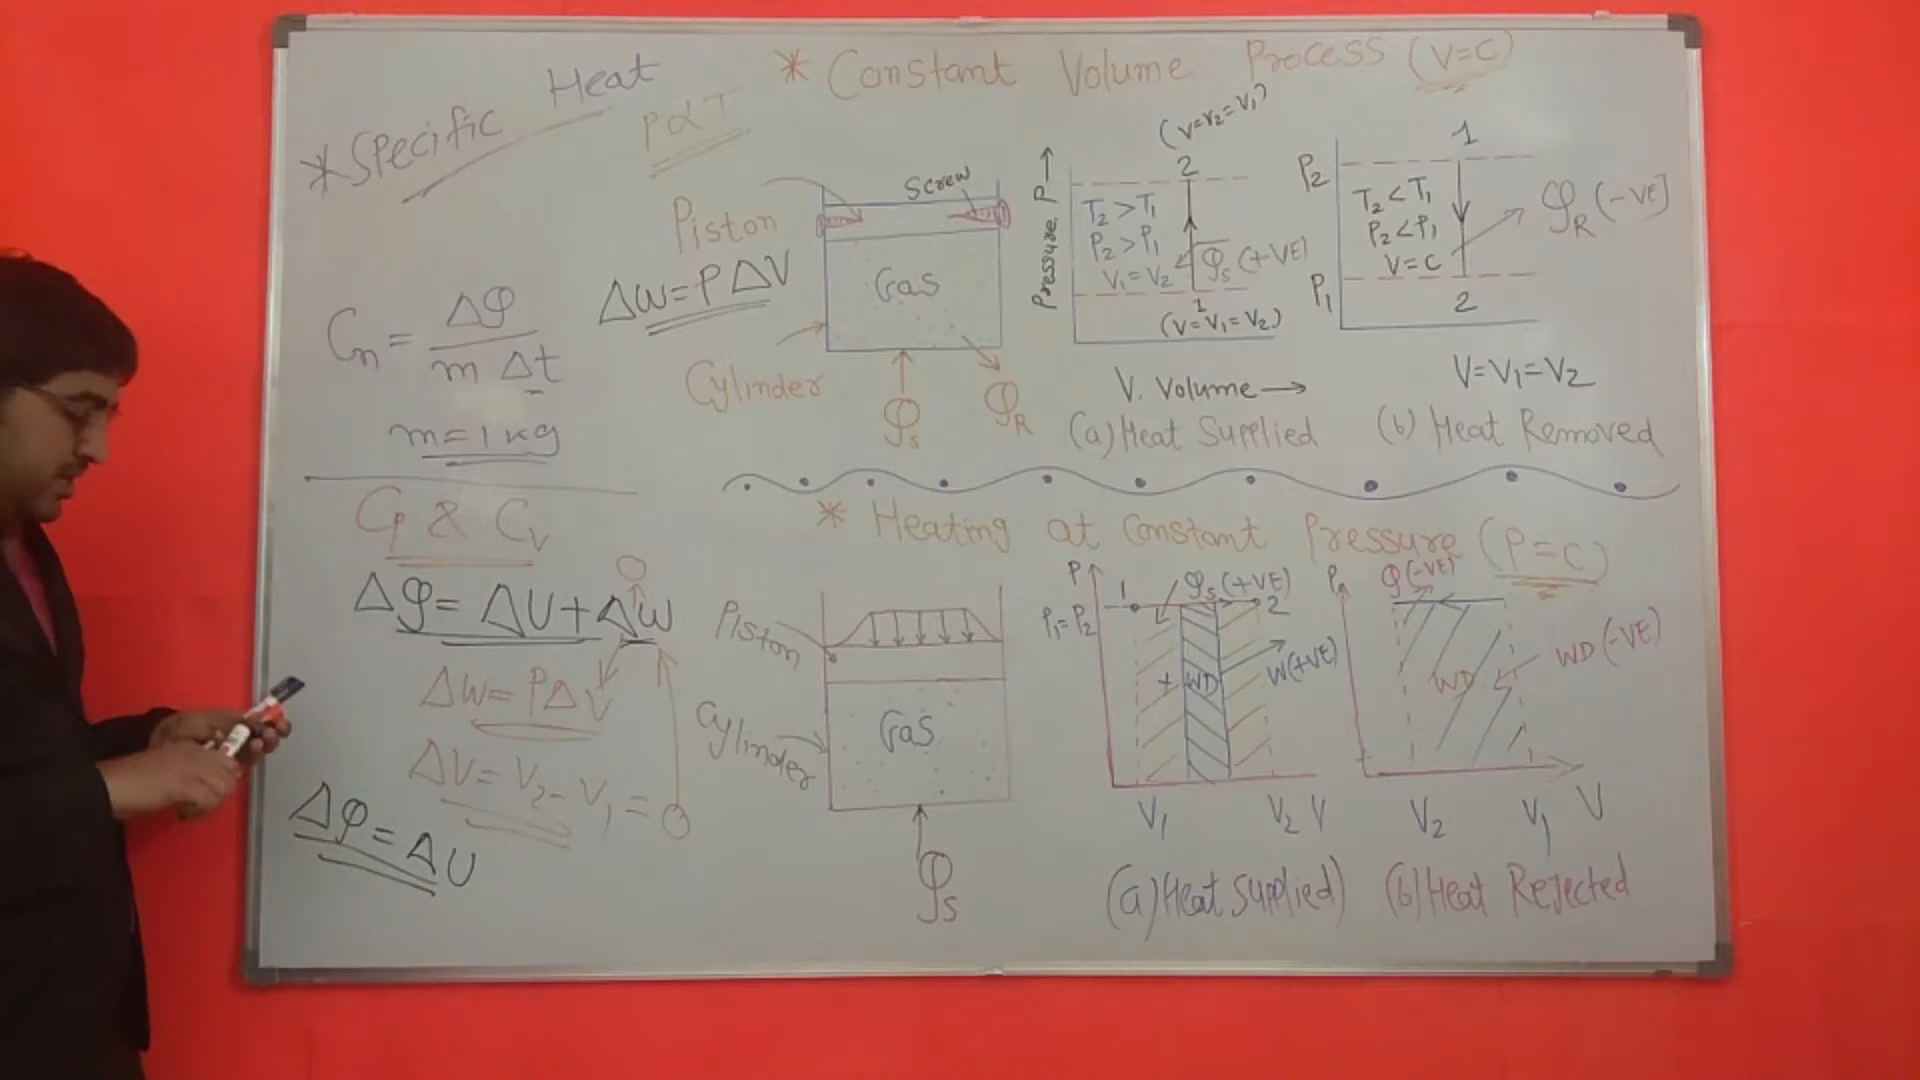 *Specific Heat
P∝T
Cn = ΔQ / m Δt
m=1 kg
Cp & Cv
ΔQ = ΔU + ΔW
O
ΔW = PΔV
ΔV = V2 - V1 = O
ΔQ = ΔU
* Constant Volume Process (V=C)
Piston
Screw
ΔW = P ΔV
Gas
Cylinder
Qs
QR
(V=V2=V1)
2
Pressure. P →
T2 > T1
P2 > P1
V1 = V2
Qs (+VE)
1
(V=V1=V2)
V. Volume →
(a) Heat Supplied
1
P2
T2 < T1
P2 < P1
V=C
QR (-VE)
P1
2
V=V1=V2
(b) Heat Removed
* Heating at Constant Pressure (P=C)
Piston
Gas
Cylinder
Qs
P
1
Qs (+VE)
2
P1=P2
W(+VE)
+ WD
V1
V2 V
(a) Heat Supplied)
P
Q(-VE)
WD (-VE)
WD
V2
V1
V
(b) Heat Rejected